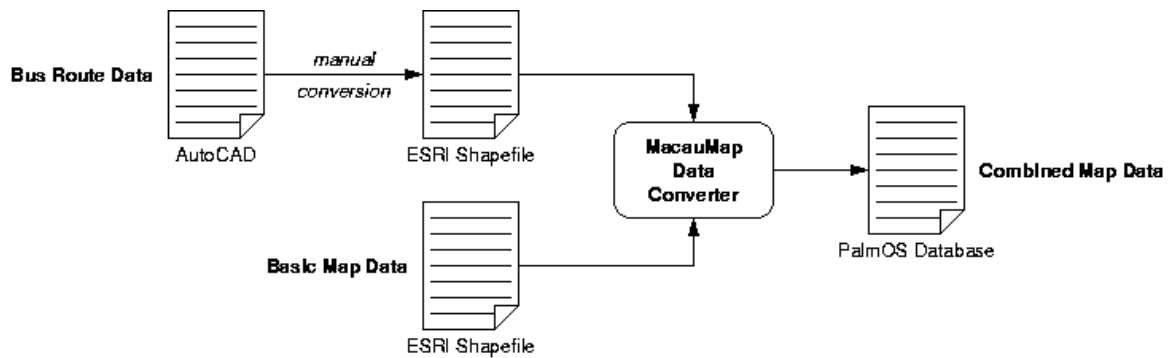 Bus Route Data
manual
conversion
AutoCAD
ESRI Shapefile
MacauMap
Data
Converter
Combined Map Data
PalmOS Database
Basic Map Data
ESRI Shapefile